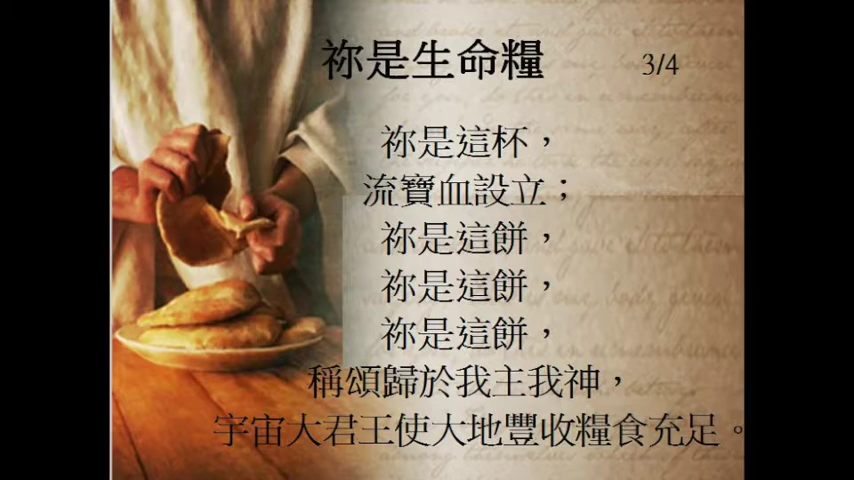 祢是生命糧 3/4
祢是這杯，
流寶血設立；
祢是這餅，
祢是這餅，
祢是這餅，
稱頌歸於我主我神，
宇宙大君王使大地豐收糧食充足。